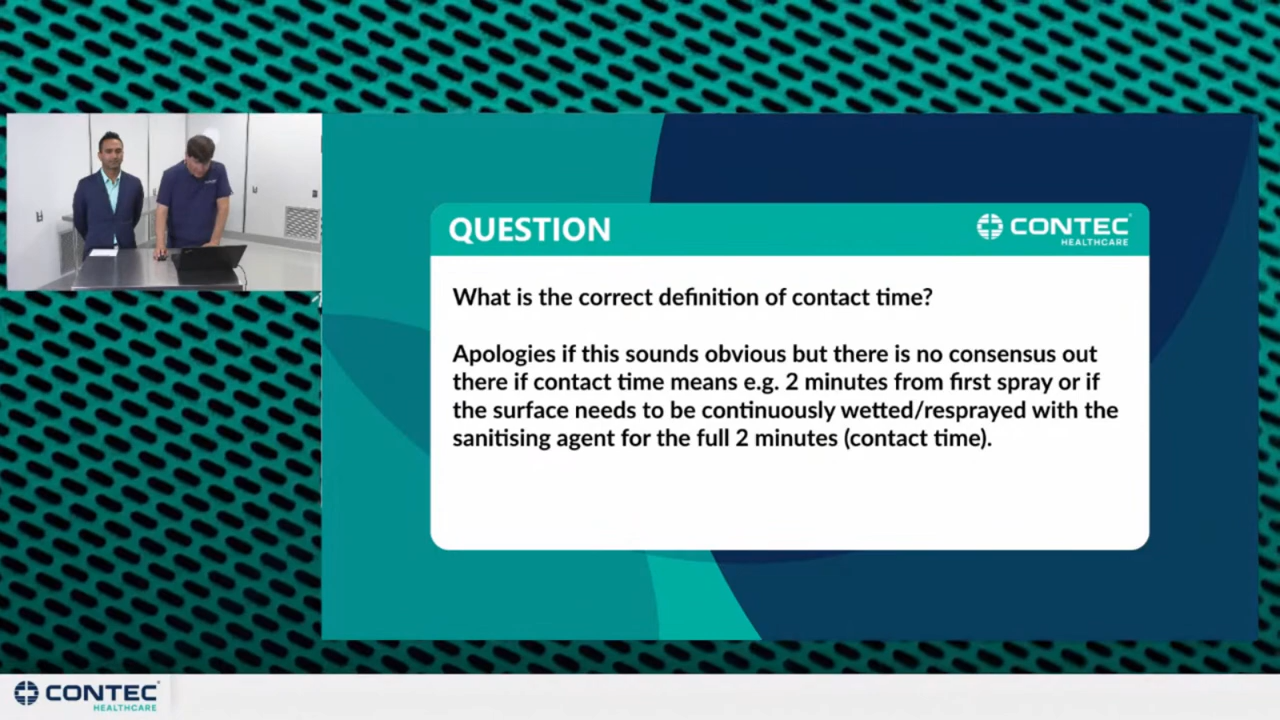 QUESTION
CONTEC
HEALTHCARE
What is the correct definition of contact time?
Apologies if this sounds obvious but there is no consensus out
there if contact time means e.g. 2 minutes from first spray or if
the surface needs to be continuously wetted/resprayed with the
sanitising agent for the full 2 minutes (contact time).
CONTEC
HEALTHCARE